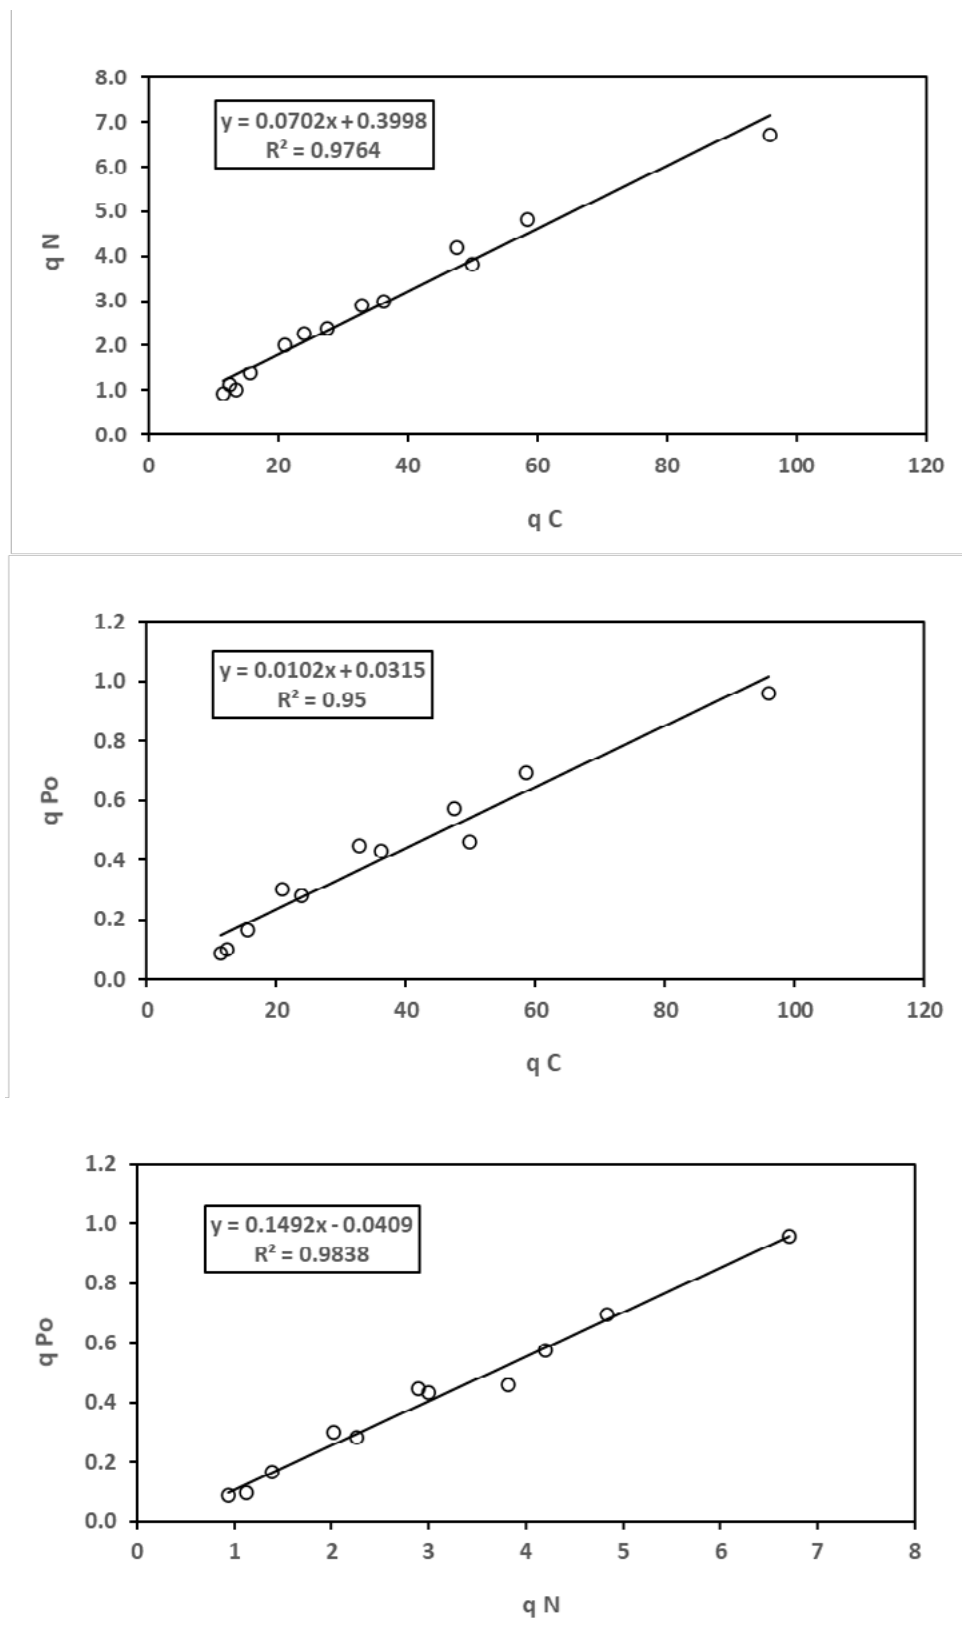 8.0
7.0
6.0
5.0
4.0
3.0
2.0
1.0
0.0
q N
y = 0.0702x + 0.3998
R² = 0.9764
0 20 40 60 80 100 120
q C
1.2
1.0
0.8
0.6
0.4
0.2
0.0
q Po
y = 0.0102x + 0.0315
R² = 0.95
0 20 40 60 80 100 120
q C
1.2
1.0
0.8
0.6
0.4
0.2
0.0
q Po
y = 0.1492x - 0.0409
R² = 0.9838
0 1 2 3 4 5 6 7 8
q N